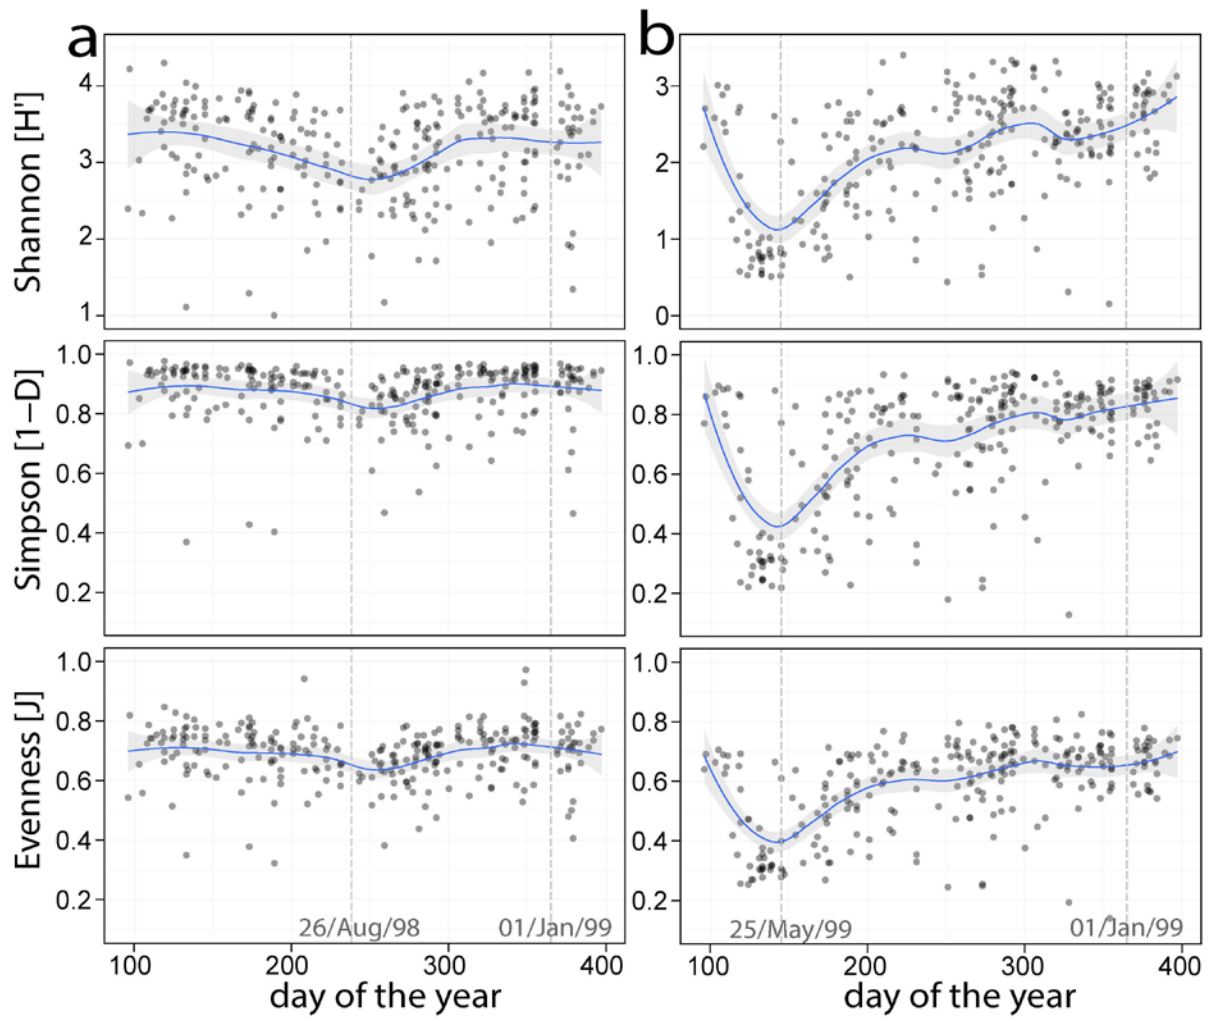 a b
Shannon [H']
4
3
2
1
3
2
1
0
Simpson [1−D]
1.0
0.8
0.6
0.4
0.2
1.0
0.8
0.6
0.4
0.2
Evenness [J]
1.0
0.8
0.6
0.4
0.2
1.0
0.8
0.6
0.4
0.2
26/Aug/98 01/Jan/99
25/May/99 01/Jan/99
100 200 300 400
100 200 300 400
day of the year
day of the year